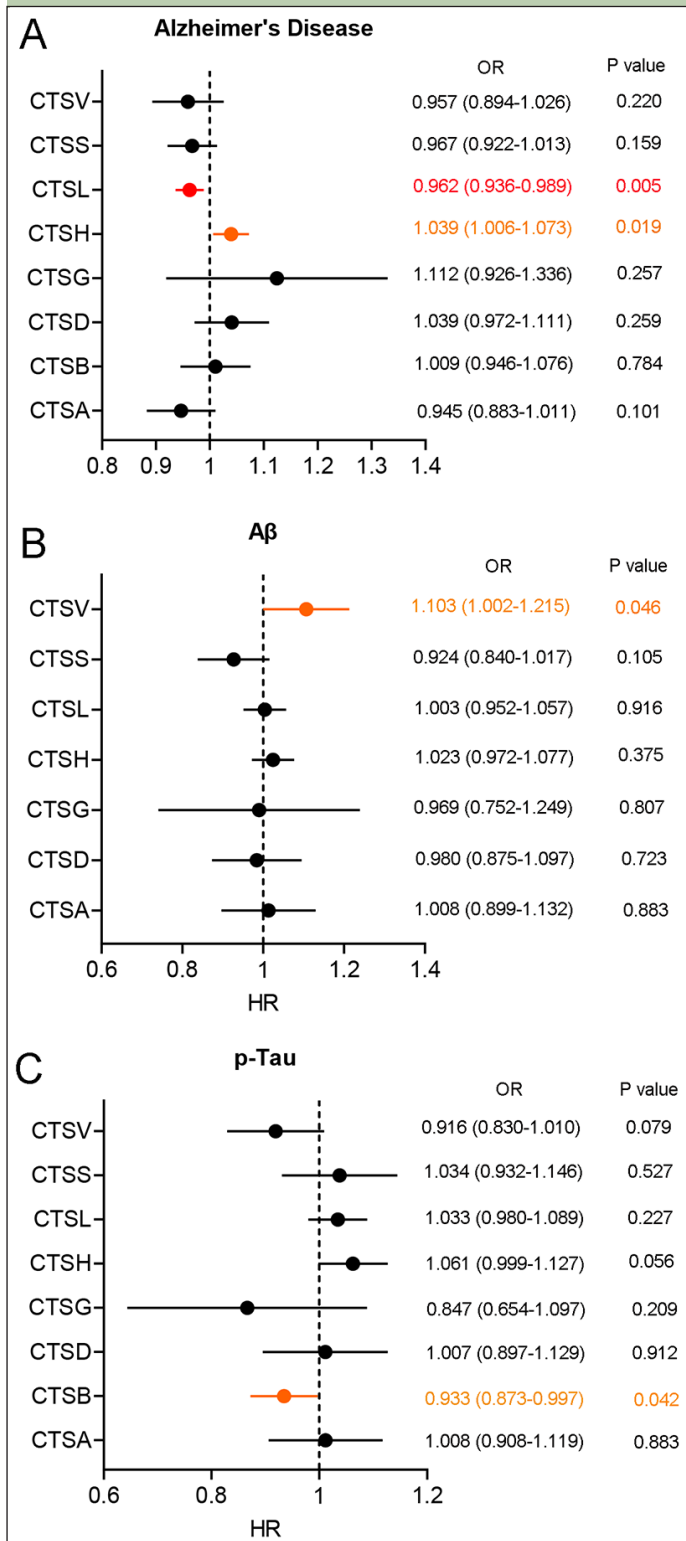 A
Alzheimer's Disease
OR P value
CTSV 0.957 (0.894-1.026) 0.220
CTSS 0.967 (0.922-1.013) 0.159
CTSL 0.962 (0.936-0.989) 0.005
CTSH 1.039 (1.006-1.073) 0.019
CTSG 1.112 (0.926-1.336) 0.257
CTSD 1.039 (0.972-1.111) 0.259
CTSB 1.009 (0.946-1.076) 0.784
CTSA 0.945 (0.883-1.011) 0.101
0.8 0.9 1 1.1 1.2 1.3 1.4
B
Aβ
OR P value
CTSV 1.103 (1.002-1.215) 0.046
CTSS 0.924 (0.840-1.017) 0.105
CTSL 1.003 (0.952-1.057) 0.916
CTSH 1.023 (0.972-1.077) 0.375
CTSG 0.969 (0.752-1.249) 0.807
CTSD 0.980 (0.875-1.097) 0.723
CTSA 1.008 (0.899-1.132) 0.883
0.6 0.8 1 1.2 1.4
HR
C
p-Tau
OR P value
CTSV 0.916 (0.830-1.010) 0.079
CTSS 1.034 (0.932-1.146) 0.527
CTSL 1.033 (0.980-1.089) 0.227
CTSH 1.061 (0.999-1.127) 0.056
CTSG 0.847 (0.654-1.097) 0.209
CTSD 1.007 (0.897-1.129) 0.912
CTSB 0.933 (0.873-0.997) 0.042
CTSA 1.008 (0.908-1.119) 0.883
0.6 0.8 1 1.2
HR